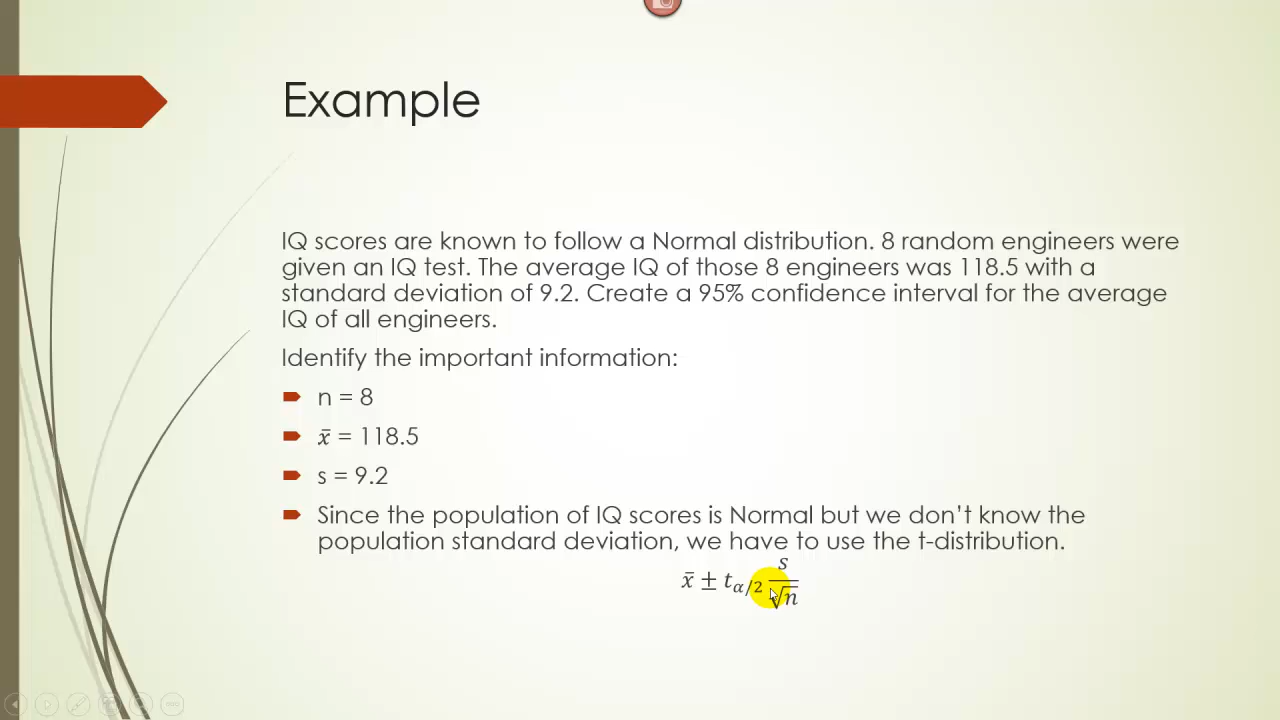 Example
IQ scores are known to follow a Normal distribution. 8 random engineers were
given an IQ test. The average IQ of those 8 engineers was 118.5 with a
standard deviation of 9.2. Create a 95% confidence interval for the average
IQ of all engineers.
Identify the important information:
n = 8
x̄ = 118.5
s = 9.2
Since the population of IQ scores is Normal but we don't know the
population standard deviation, we have to use the t-distribution.
x̄ ± t_{α/2} s/√n